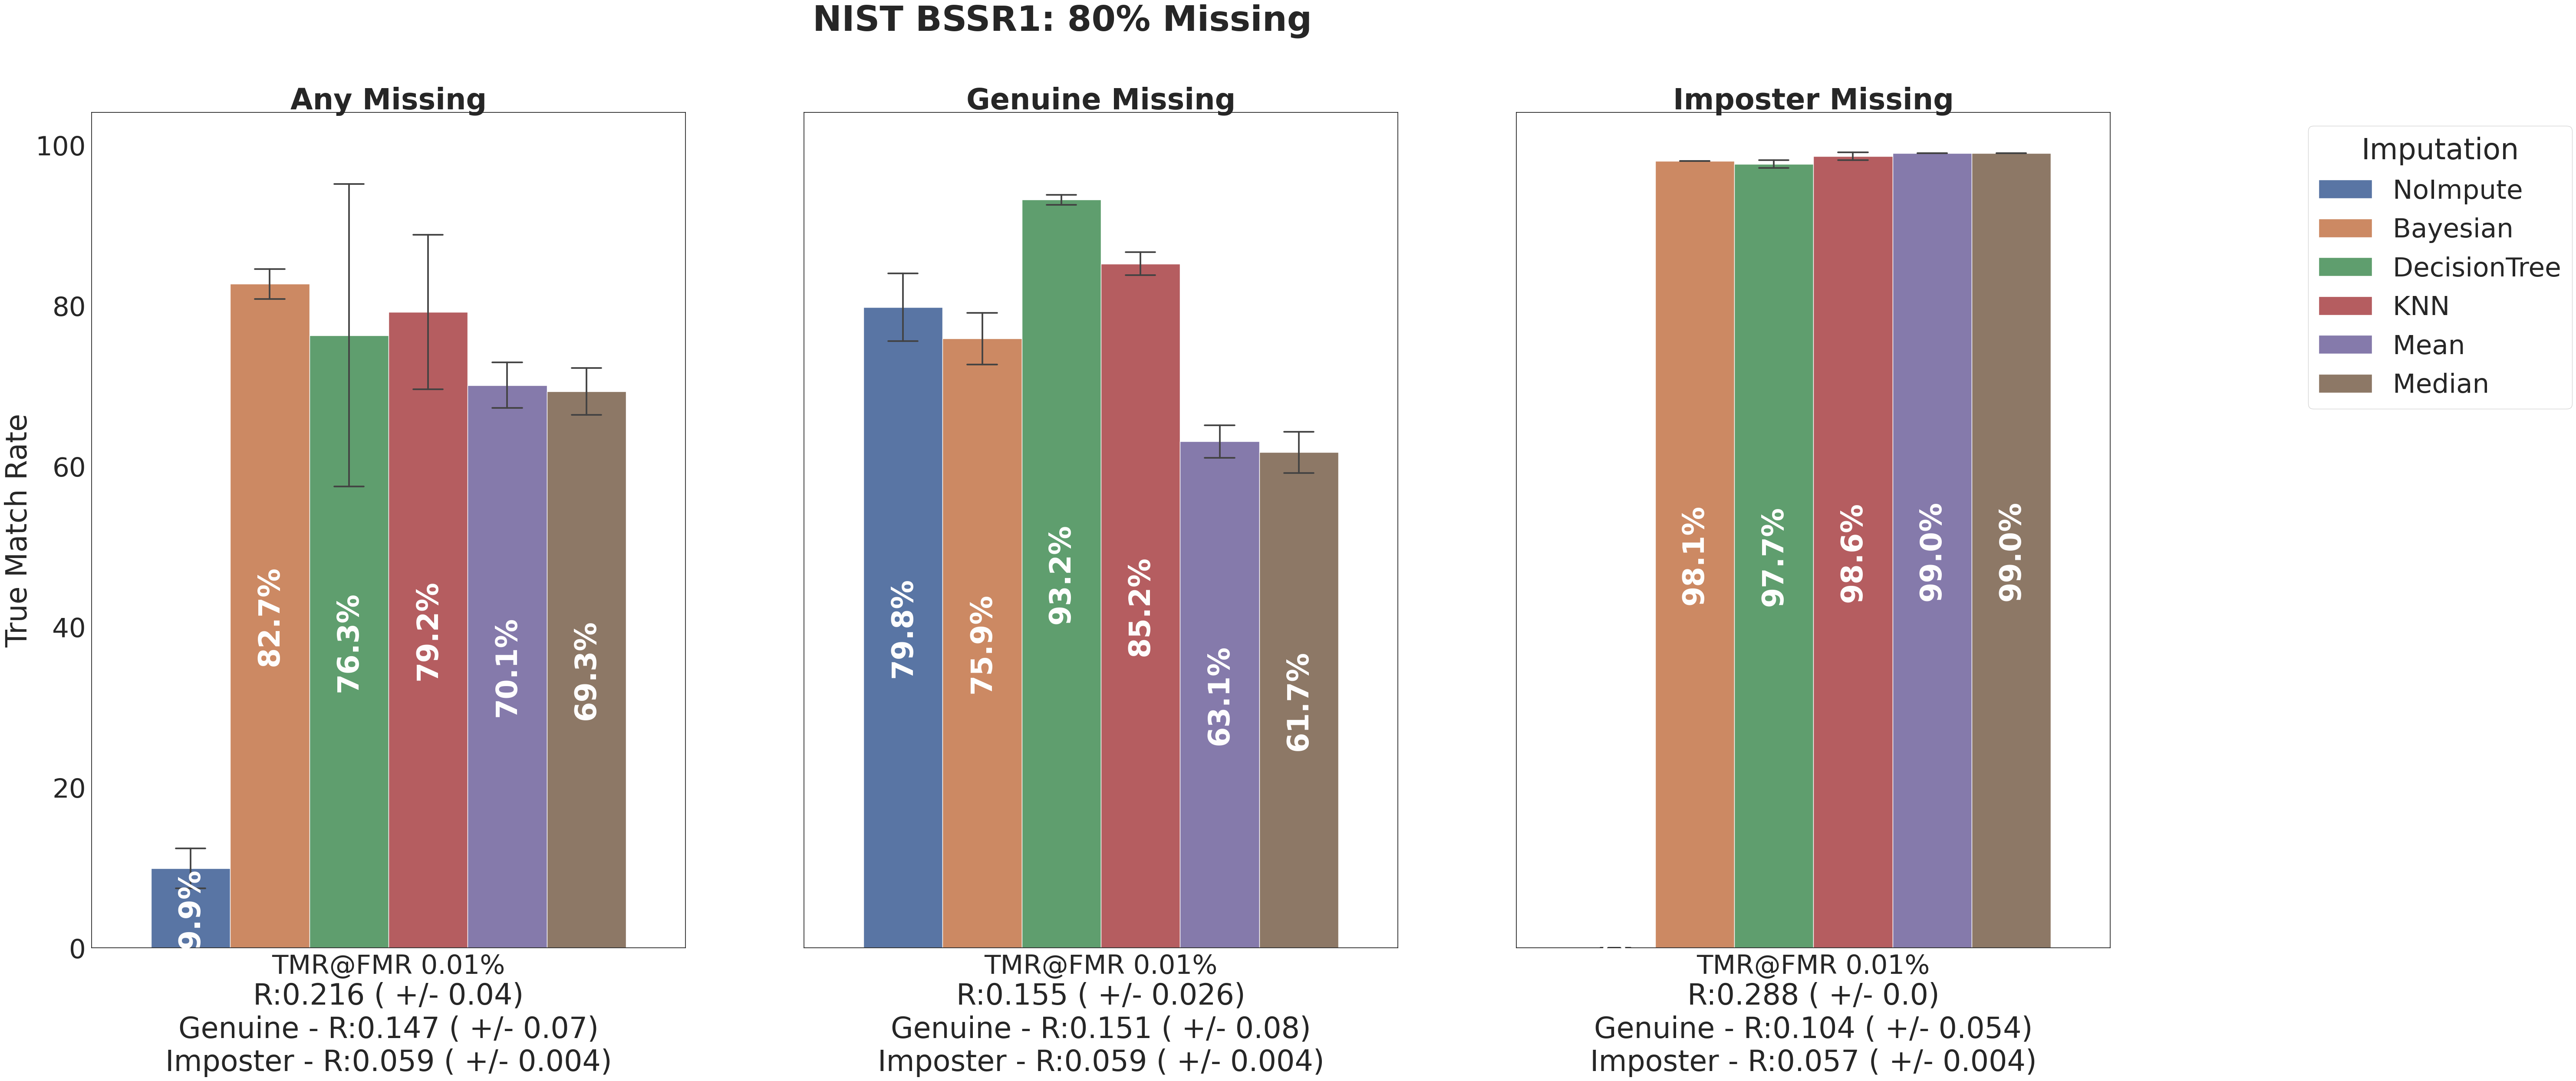 NIST BSSR1: 80% Missing
Any Missing
Genuine Missing
Imposter Missing
True Match Rate
100
80
60
40
20
0
9.9%
82.7%
76.3%
79.2%
70.1%
69.3%
79.8%
75.9%
93.2%
85.2%
63.1%
61.7%
98.1%
97.7%
98.6%
99.0%
99.0%
TMR@FMR 0.01%
R:0.216 ( +/- 0.04)
Genuine - R:0.147 ( +/- 0.07)
Imposter - R:0.059 ( +/- 0.004)
TMR@FMR 0.01%
R:0.155 ( +/- 0.026)
Genuine - R:0.151 ( +/- 0.08)
Imposter - R:0.059 ( +/- 0.004)
TMR@FMR 0.01%
R:0.288 ( +/- 0.0)
Genuine - R:0.104 ( +/- 0.054)
Imposter - R:0.057 ( +/- 0.004)
Imputation
NoImpute
Bayesian
DecisionTree
KNN
Mean
Median